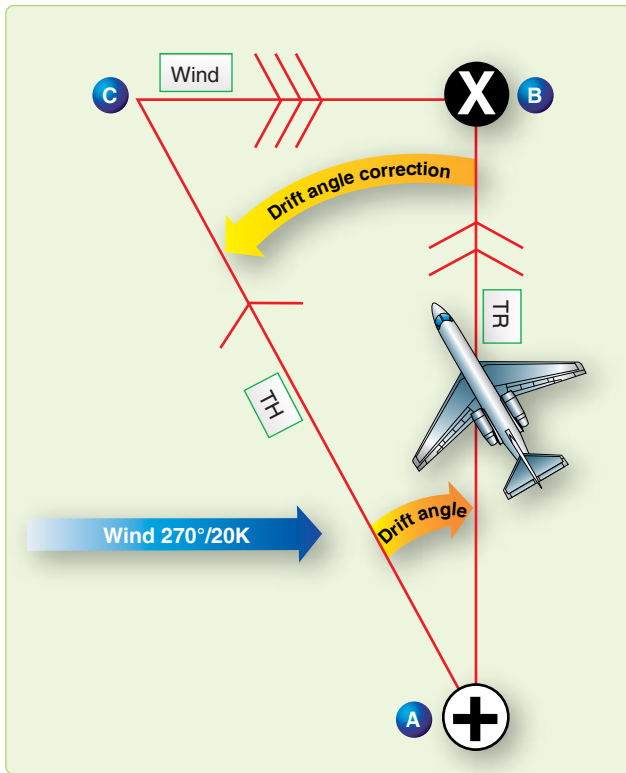 Wind
C
X
B
Drift angle correction
TR
TH
Drift angle
Wind 270°/20K
A